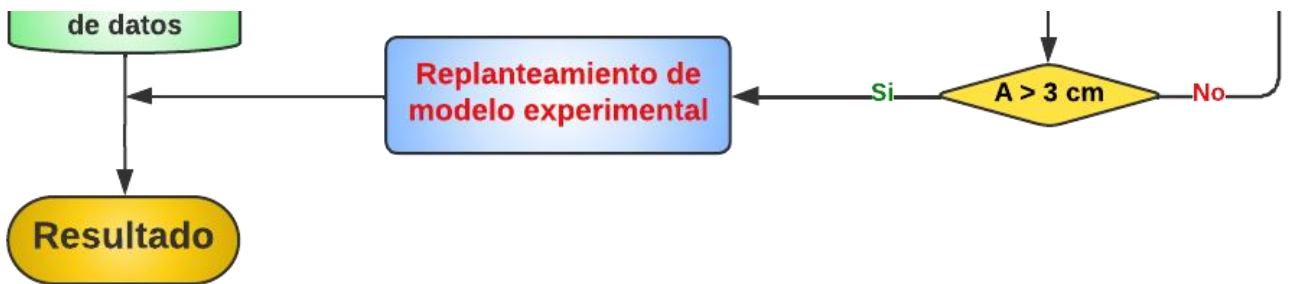 de datos
Replanteamiento de
modelo experimental
Si
A > 3 cm
No
Resultado